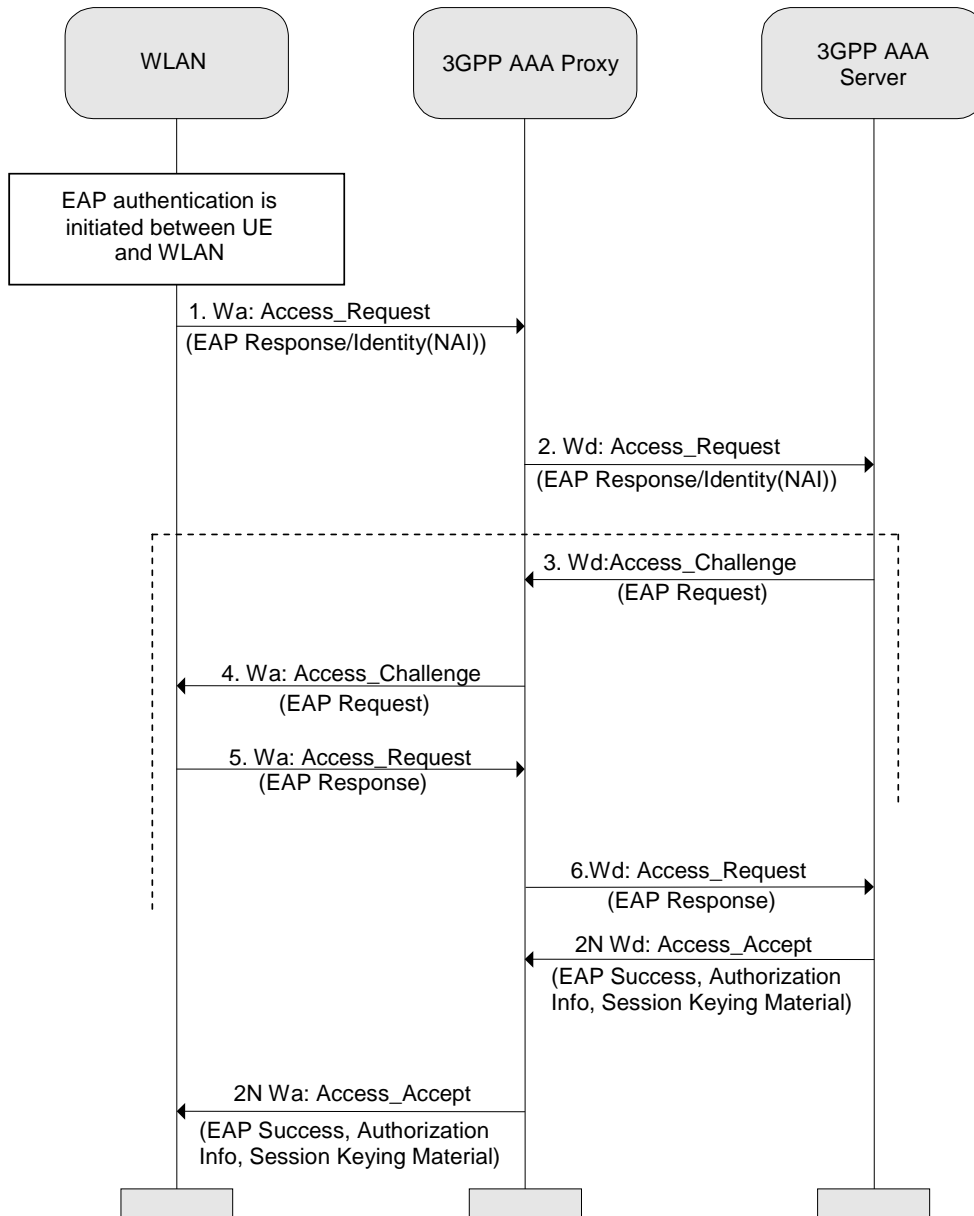 WLAN
3GPP AAA Proxy
3GPP AAA
Server
EAP authentication is
initiated between UE
and WLAN
1. Wa: Access_Request
(EAP Response/Identity(NAI))
2. Wd: Access_Request
(EAP Response/Identity(NAI))
3. Wd:Access_Challenge
(EAP Request)
4. Wa: Access_Challenge
(EAP Request)
5. Wa: Access_Request
(EAP Response)
6.Wd: Access_Request
(EAP Response)
2N Wd: Access_Accept
(EAP Success, Authorization
Info, Session Keying Material)
2N Wa: Access_Accept
(EAP Success, Authorization
Info, Session Keying Material)